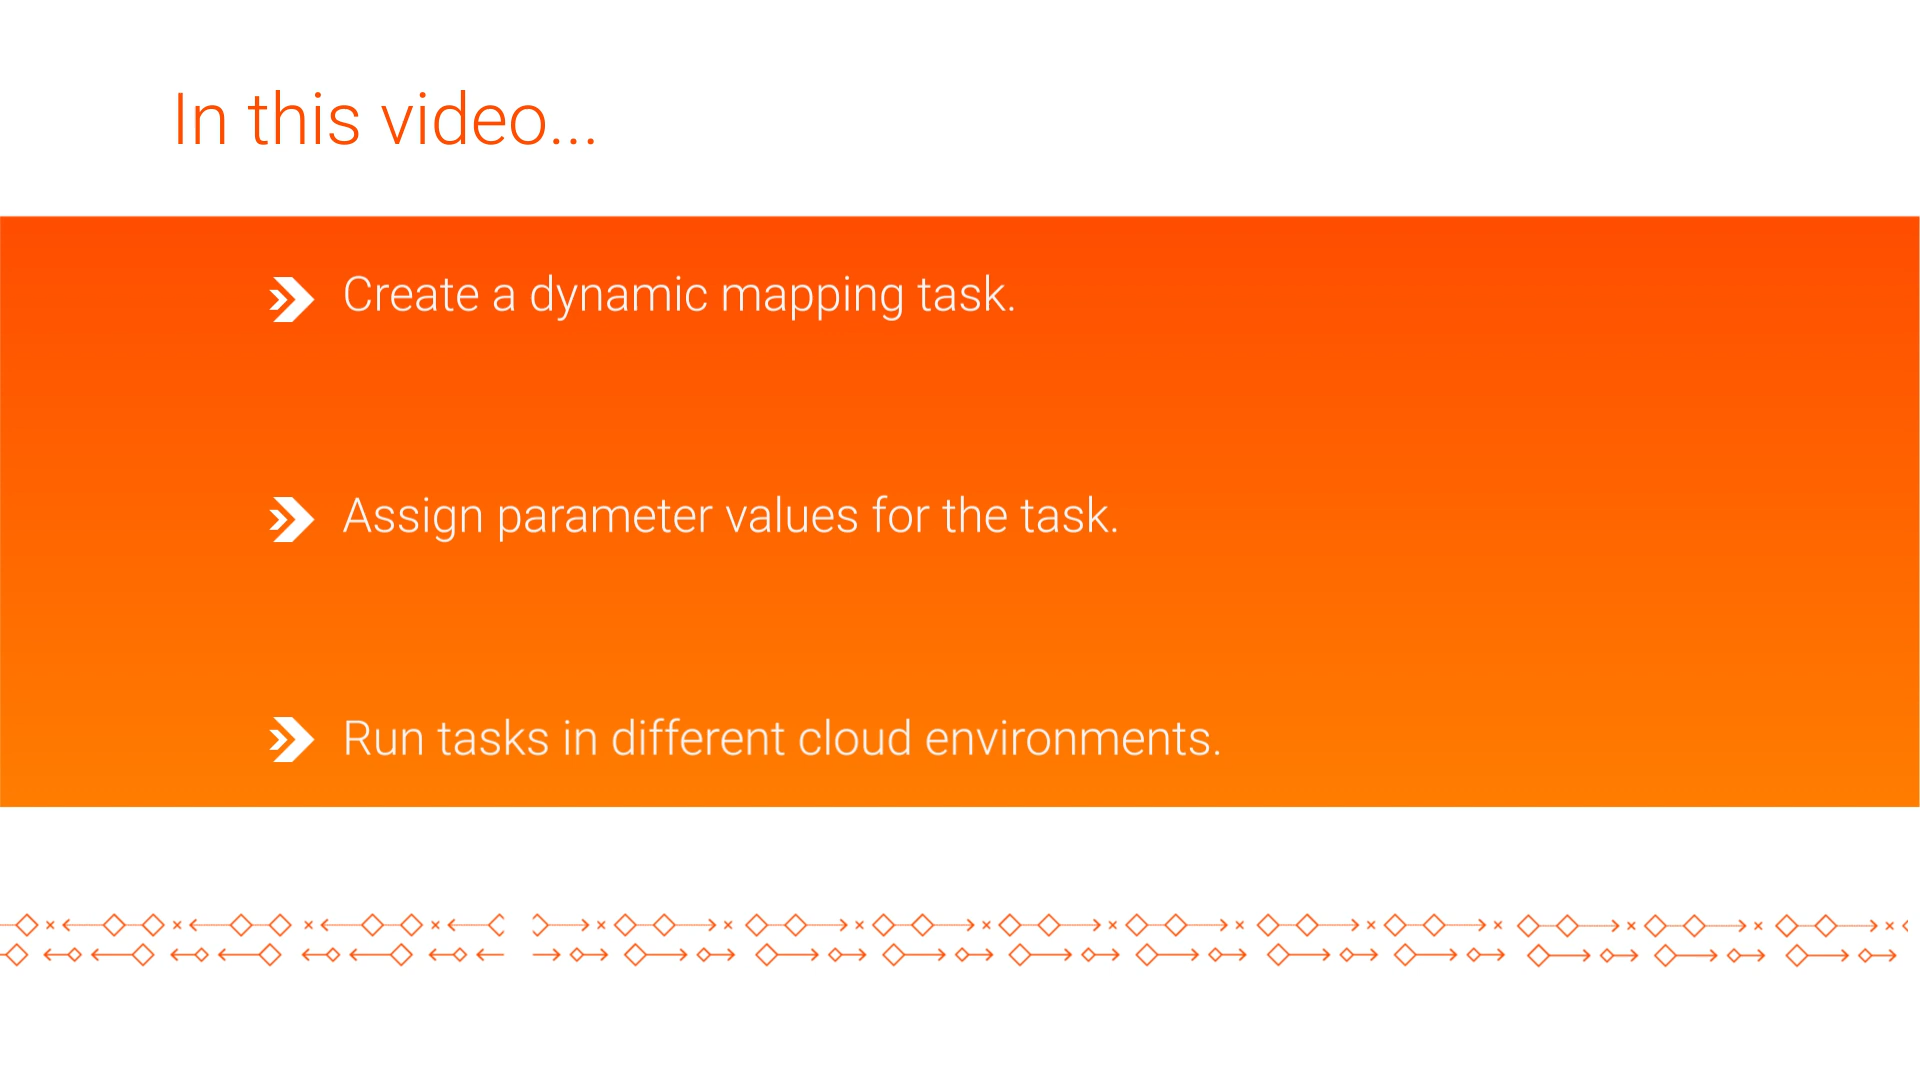 In this video...
Create a dynamic mapping task.
Assign parameter values for the task.
Run tasks in different cloud environments.